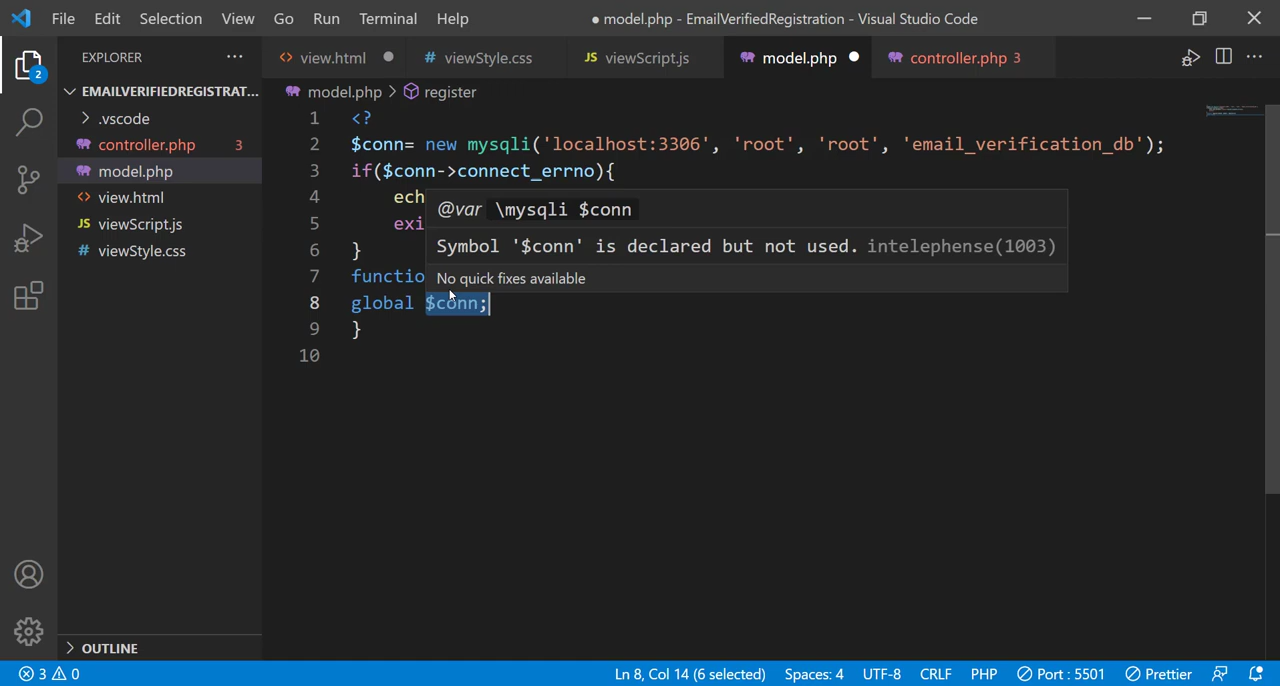 File Edit Selection View Go Run Terminal Help ● model.php - EmailVerifiedRegistration - Visual Studio Code
EXPLORER ···
<> view.html
# viewStyle.css
JS viewScript.js
model.php
controller.php 3
EMAILVERIFIEDREGISTRAT...
.vscode
controller.php 3
model.php
<> view.html
JS viewScript.js
# viewStyle.css
OUTLINE
2
model.php > register
1 <?
2 $conn= new mysqli('localhost:3306', 'root', 'root', 'email_verification_db');
3 if($conn->connect_errno){
4 ech
5 exi
6 }
7 functio
8 global $conn;
9 }
10
@var \mysqli $conn
Symbol '$conn' is declared but not used. intelephense(1003)
No quick fixes available
3 0 Ln 8, Col 14 (6 selected) Spaces: 4 UTF-8 CRLF PHP Port : 5501 Prettier